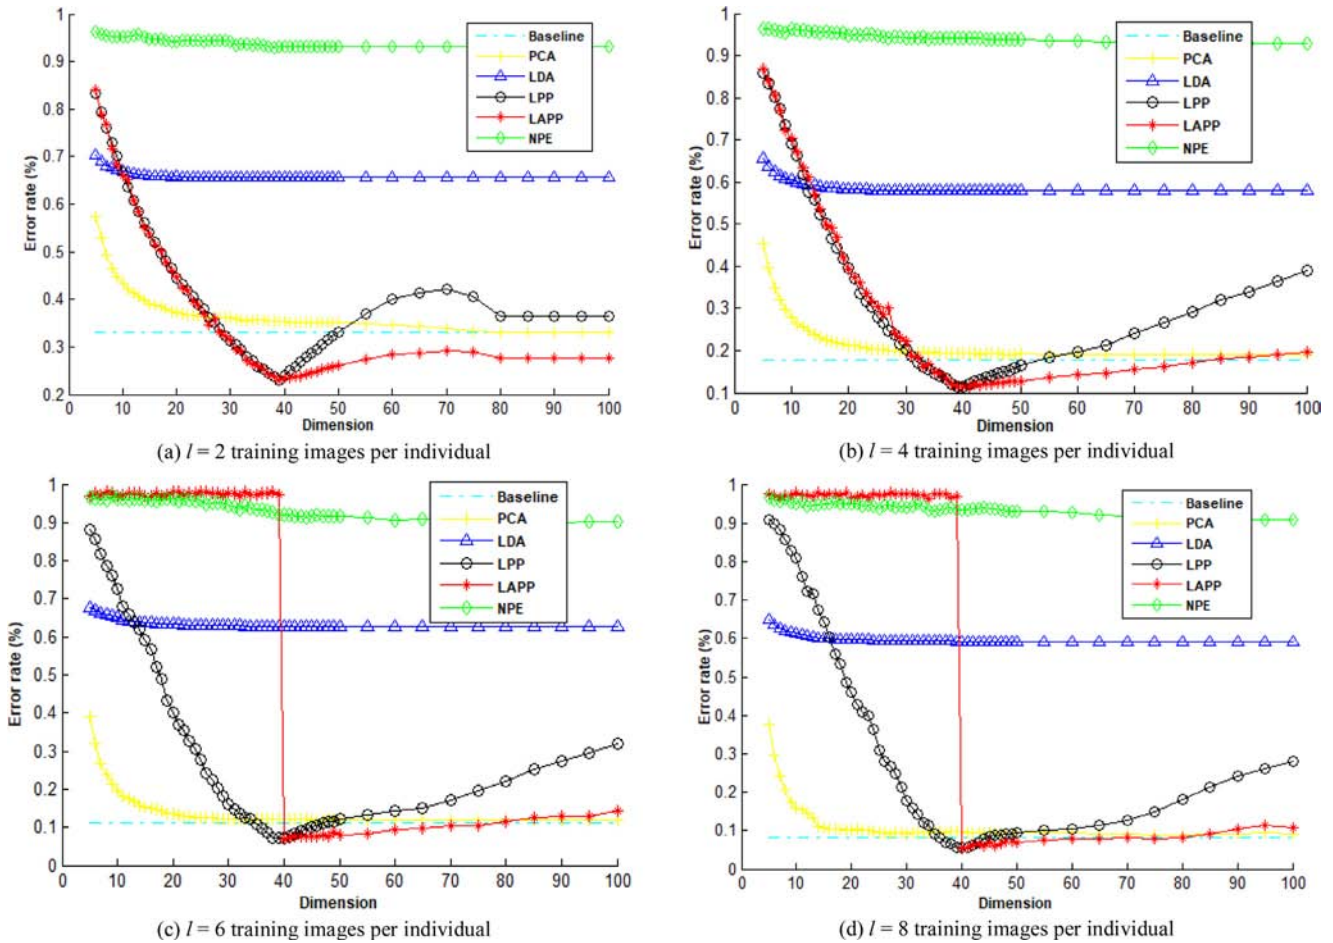 1
0.9
0.8
0.7
0.6
0.5
0.4
0.3
0.2
Error rate (%)
0 10 20 30 40 50 60 70 80 90 100
Dimension
Baseline
PCA
LDA
LPP
LAPP
NPE
(a) l = 2 training images per individual
1
0.9
0.8
0.7
0.6
0.5
0.4
0.3
0.2
0.1
Error rate (%)
0 10 20 30 40 50 60 70 80 90 100
Dimension
Baseline
PCA
LDA
LPP
LAPP
NPE
(b) l = 4 training images per individual
1
0.9
0.8
0.7
0.6
0.5
0.4
0.3
0.2
0.1
0
Error rate (%)
0 10 20 30 40 50 60 70 80 90 100
Dimension
Baseline
PCA
LDA
LPP
LAPP
NPE
(c) l = 6 training images per individual
1
0.9
0.8
0.7
0.6
0.5
0.4
0.3
0.2
0.1
0
Error rate (%)
0 10 20 30 40 50 60 70 80 90 100
Dimension
Baseline
PCA
LDA
LPP
LAPP
NPE
(d) l = 8 training images per individual